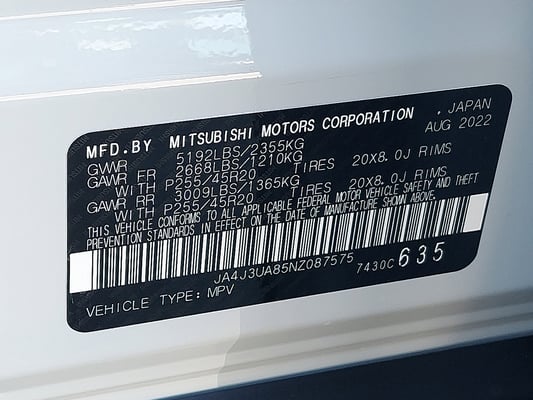 MFD.BY MITSUBISHI MOTORS CORPORATION , JAPAN
AUG 2022
GVWR 5192LBS/2355KG
GAWR FR 2668LBS/1210KG
WITH P255/45R20 TIRES 20X8.0J RIMS
GAWR RR 3009LBS/1365KG
WITH P255/45R20 TIRES 20X8.0J RIMS
THIS VEHICLE CONFORMS TO ALL APPLICABLE FEDERAL MOTOR VEHICLE SAFETY AND THEFT
PREVENTION STANDARDS IN EFFECT ON THE DATE OF MANUFACTURE SHOWN ABOVE.
JA4J3UA85NZ087575
7430C 635
VEHICLE TYPE: MPV